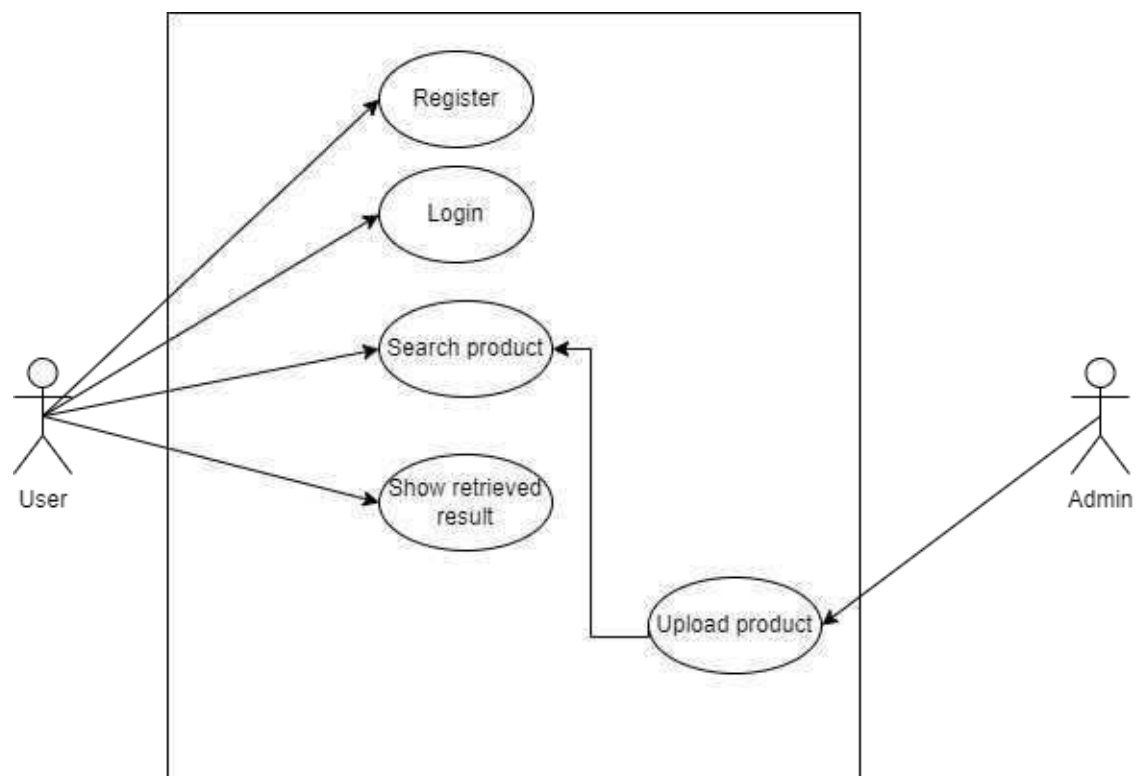 Register
Login
Search product
Show retrieved
result
User
Admin
Upload product